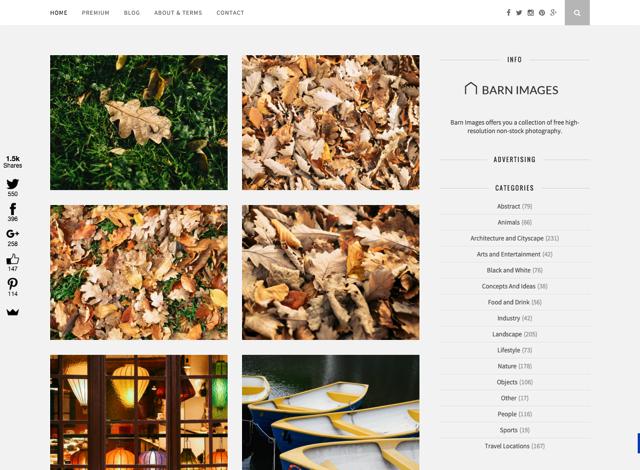 HOME PREMIUM BLOG ABOUT & TERMS CONTACT
1.5k
Shares
550
396
258
147
114
INFO
BARN IMAGES
Barn Images offers you a collection of free high-
resolution non-stock photography.
ADVERTISING
CATEGORIES
Abstract (79)
Animals (66)
Architecture and Cityscape (231)
Arts and Entertainment (42)
Black and White (76)
Concepts And Ideas (38)
Food and Drink (56)
Industry (42)
Landscape (205)
Lifestyle (73)
Nature (178)
Objects (106)
Other (17)
People (116)
Sports (19)
Travel Locations (167)